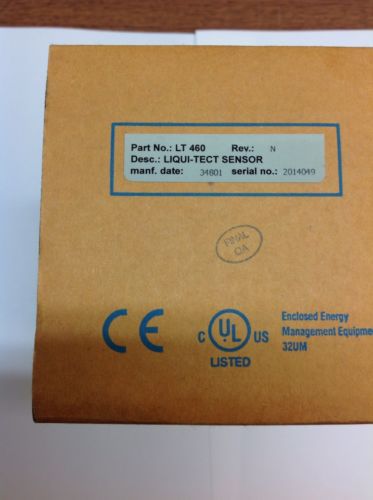 Part No.: LT 460 Rev.: N
Desc.: LIQUI-TECT SENSOR
manf. date: 34801 serial no.: 2014049
FINAL
QA
CE
C UL US
LISTED
Enclosed Energy
Management Equipme
32UM